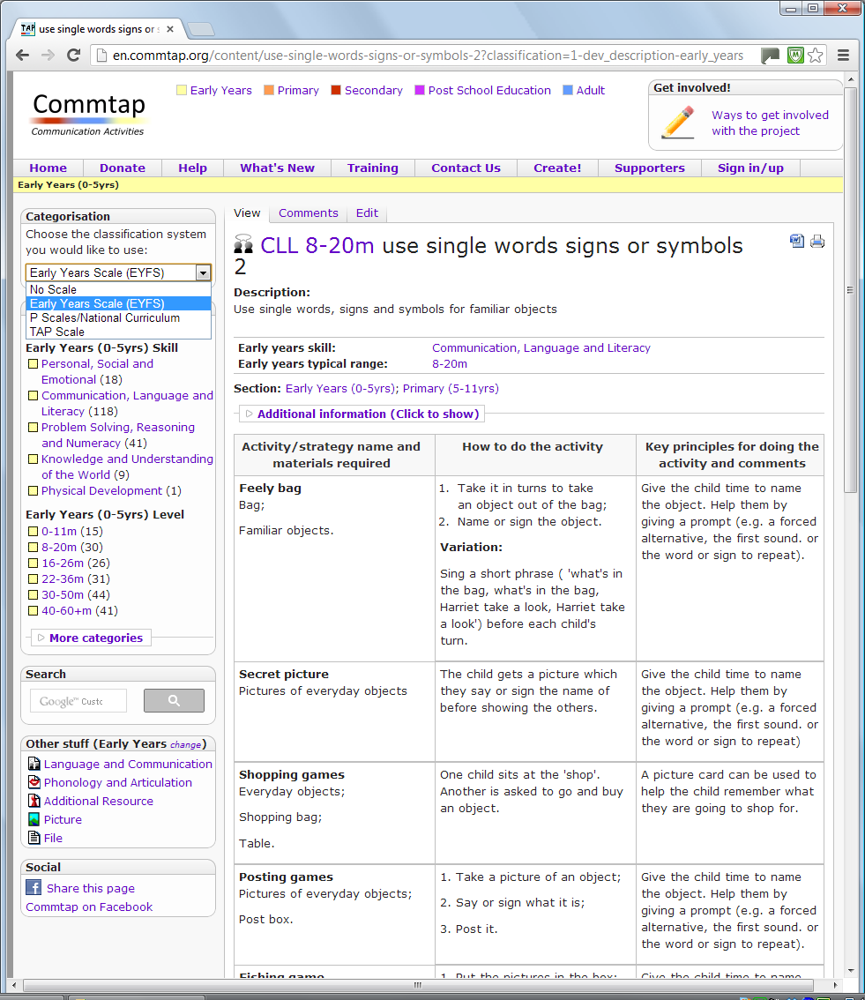 TAP use single words signs or s
en.commtap.org/content/use-single-words-signs-or-symbols-2?classification=1-dev_description-early_years
Commtap
Communication Activities
Early Years Primary Secondary Post School Education Adult
Get involved!
Ways to get involved
with the project
Home Donate Help What's New Training Contact Us Create! Supporters Sign in/up
Early Years (0-5yrs)
Categorisation
Choose the classification system
you would like to use:
Early Years Scale (EYFS)
No Scale
Early Years Scale (EYFS)
P Scales/National Curriculum
TAP Scale
Early Years (0-5yrs) Skill
Personal, Social and
Emotional (18)
Communication, Language and
Literacy (118)
Problem Solving, Reasoning
and Numeracy (41)
Knowledge and Understanding
of the World (9)
Physical Development (1)
Early Years (0-5yrs) Level
0-11m (15)
8-20m (30)
16-26m (26)
22-36m (31)
30-50m (44)
40-60+m (41)
More categories
Search
Google™ Custc
Other stuff (Early Years change)
Language and Communication
Phonology and Articulation
Additional Resource
Picture
File
Social
Share this page
Commtap on Facebook
View Comments Edit
CLL 8-20m use single words signs or symbols
2
Description:
Use single words, signs and symbols for familiar objects
Early years skill: Communication, Language and Literacy
Early years typical range: 8-20m
Section: Early Years (0-5yrs); Primary (5-11yrs)
Additional information (Click to show)
Activity/strategy name and
materials required
How to do the activity
Key principles for doing the
activity and comments
Feely bag
Bag;
Familiar objects.
1. Take it in turns to take
an object out of the bag;
2. Name or sign the object.
Variation:
Sing a short phrase ( 'what's in
the bag, what's in the bag,
Harriet take a look, Harriet take
a look') before each child's
turn.
Give the child time to name
the object. Help them by
giving a prompt (e.g. a forced
alternative, the first sound. or
the word or sign to repeat).
Secret picture
Pictures of everyday objects
The child gets a picture which
they say or sign the name of
before showing the others.
Give the child time to name
the object. Help them by
giving a prompt (e.g. a forced
alternative, the first sound. or
the word or sign to repeat)
Shopping games
Everyday objects;
Shopping bag;
Table.
One child sits at the 'shop'.
Another is asked to go and buy
an object.
A picture card can be used to
help the child remember what
they are going to shop for.
Posting games
Pictures of everyday objects;
Post box.
1. Take a picture of an object;
2. Say or sign what it is;
3. Post it.
Give the child time to name
the object. Help them by
giving a prompt (e.g. a forced
alternative, the first sound. or
the word or sign to repeat).
Fishing game
1. Put the pictures in the box;
Give the child time to name